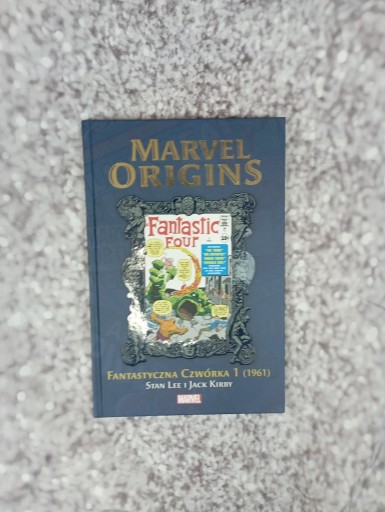 MARVEL
ORIGINS
Fantastic
FOUR
FANTASTYCZNA CZWÓRKA 1 (1961)
STAN LEE I JACK KIRBY
MARVEL